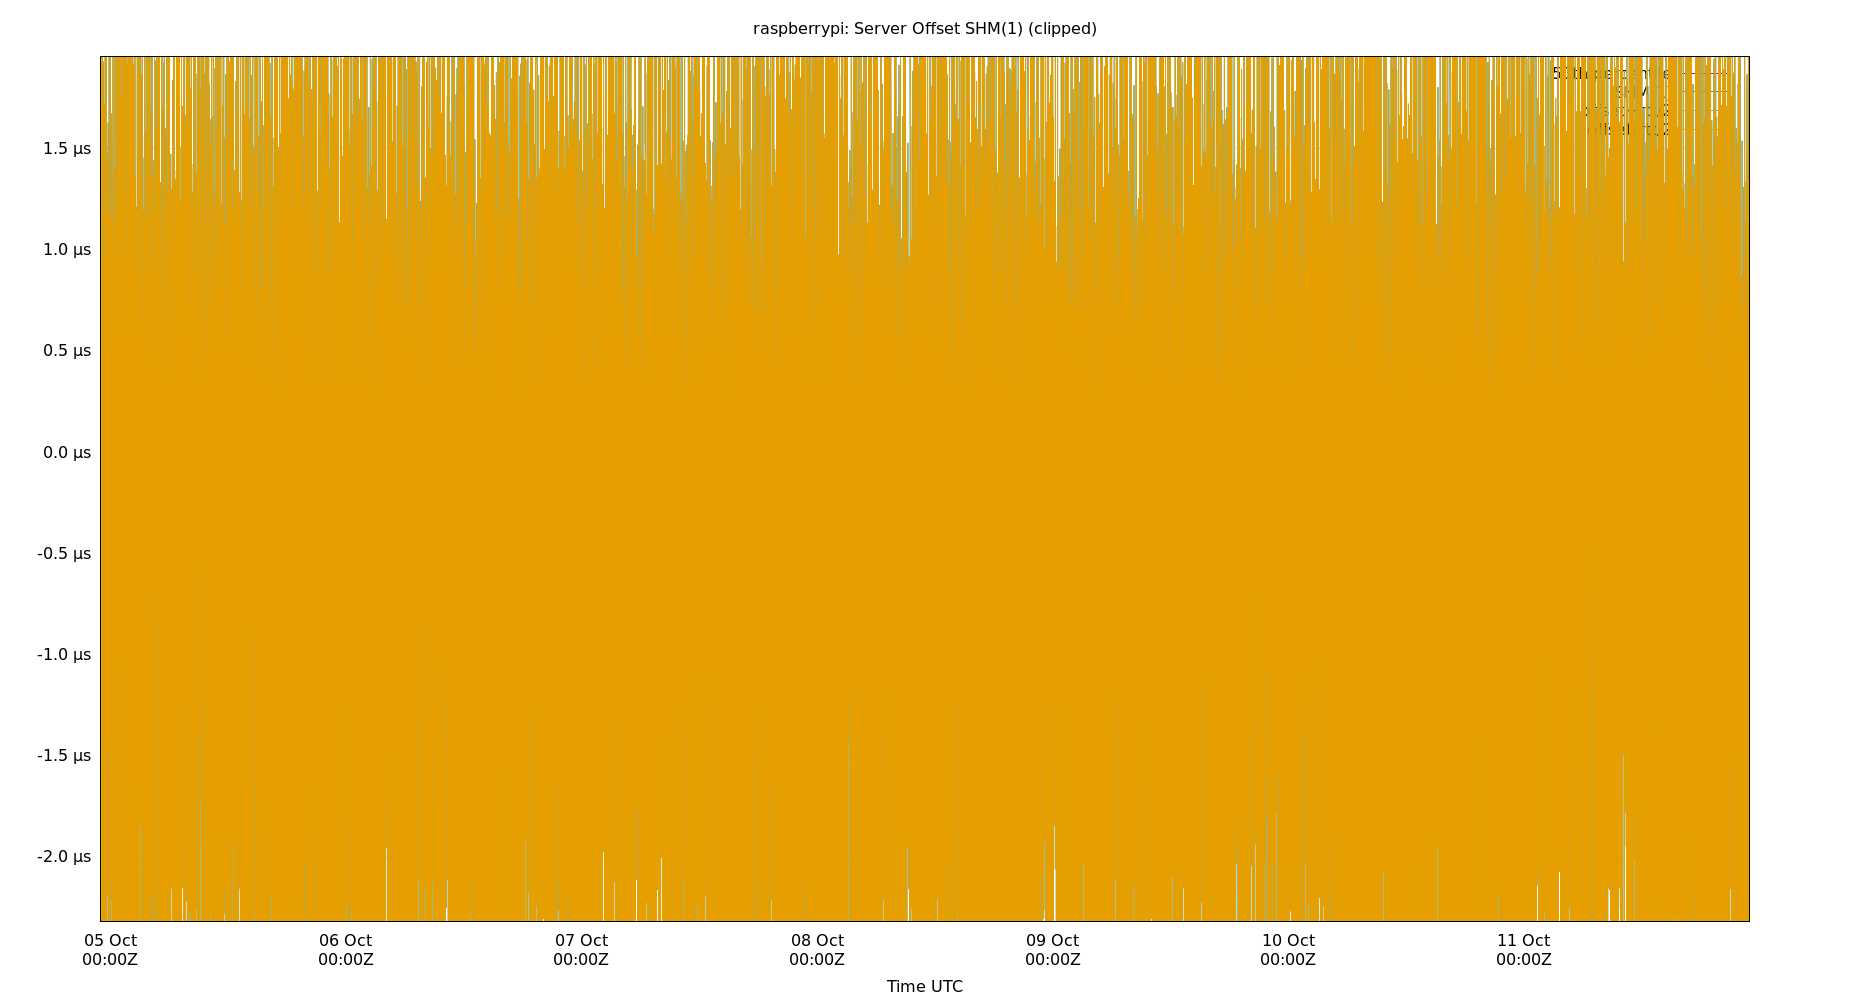 raspberrypi: Server Offset SHM(1) (clipped)
1.5 µs
1.0 µs
0.5 µs
0.0 µs
-0.5 µs
-1.0 µs
-1.5 µs
-2.0 µs
05 Oct 06 Oct 07 Oct 08 Oct 09 Oct 10 Oct 11 Oct
00:00Z 00:00Z 00:00Z 00:00Z 00:00Z 00:00Z 00:00Z
Time UTC